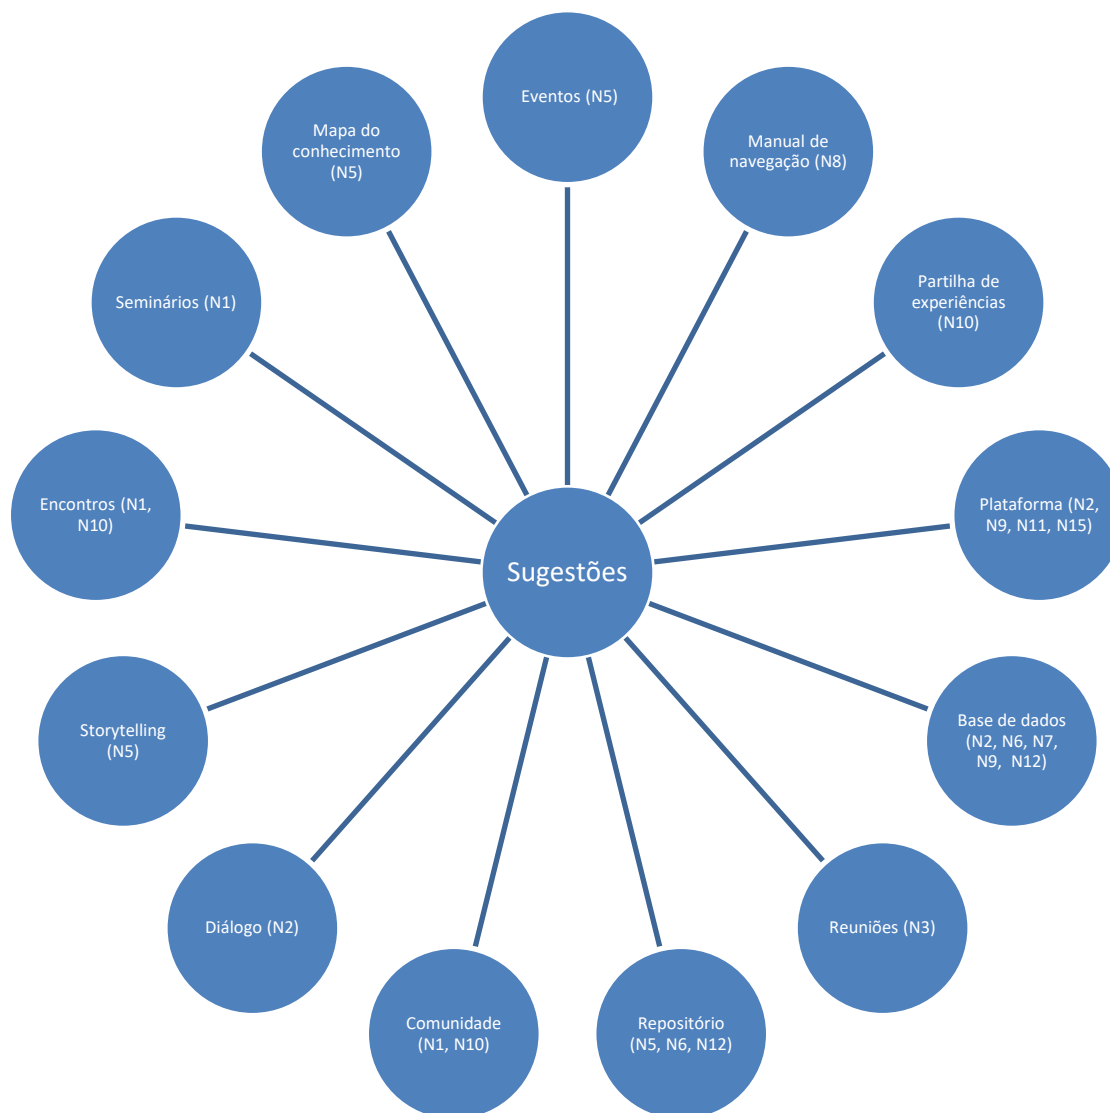 Eventos (N5)
Manual de
navegação (N8)
Partilha de
experiências
(N10)
Plataforma (N2,
N9, N11, N15)
Base de dados
(N2, N6, N7,
N9, N12)
Reuniões (N3)
Repositório
(N5, N6, N12)
Comunidade
(N1, N10)
Diálogo (N2)
Storytelling
(N5)
Encontros (N1,
N10)
Seminários (N1)
Mapa do
conhecimento
(N5)
Sugestões